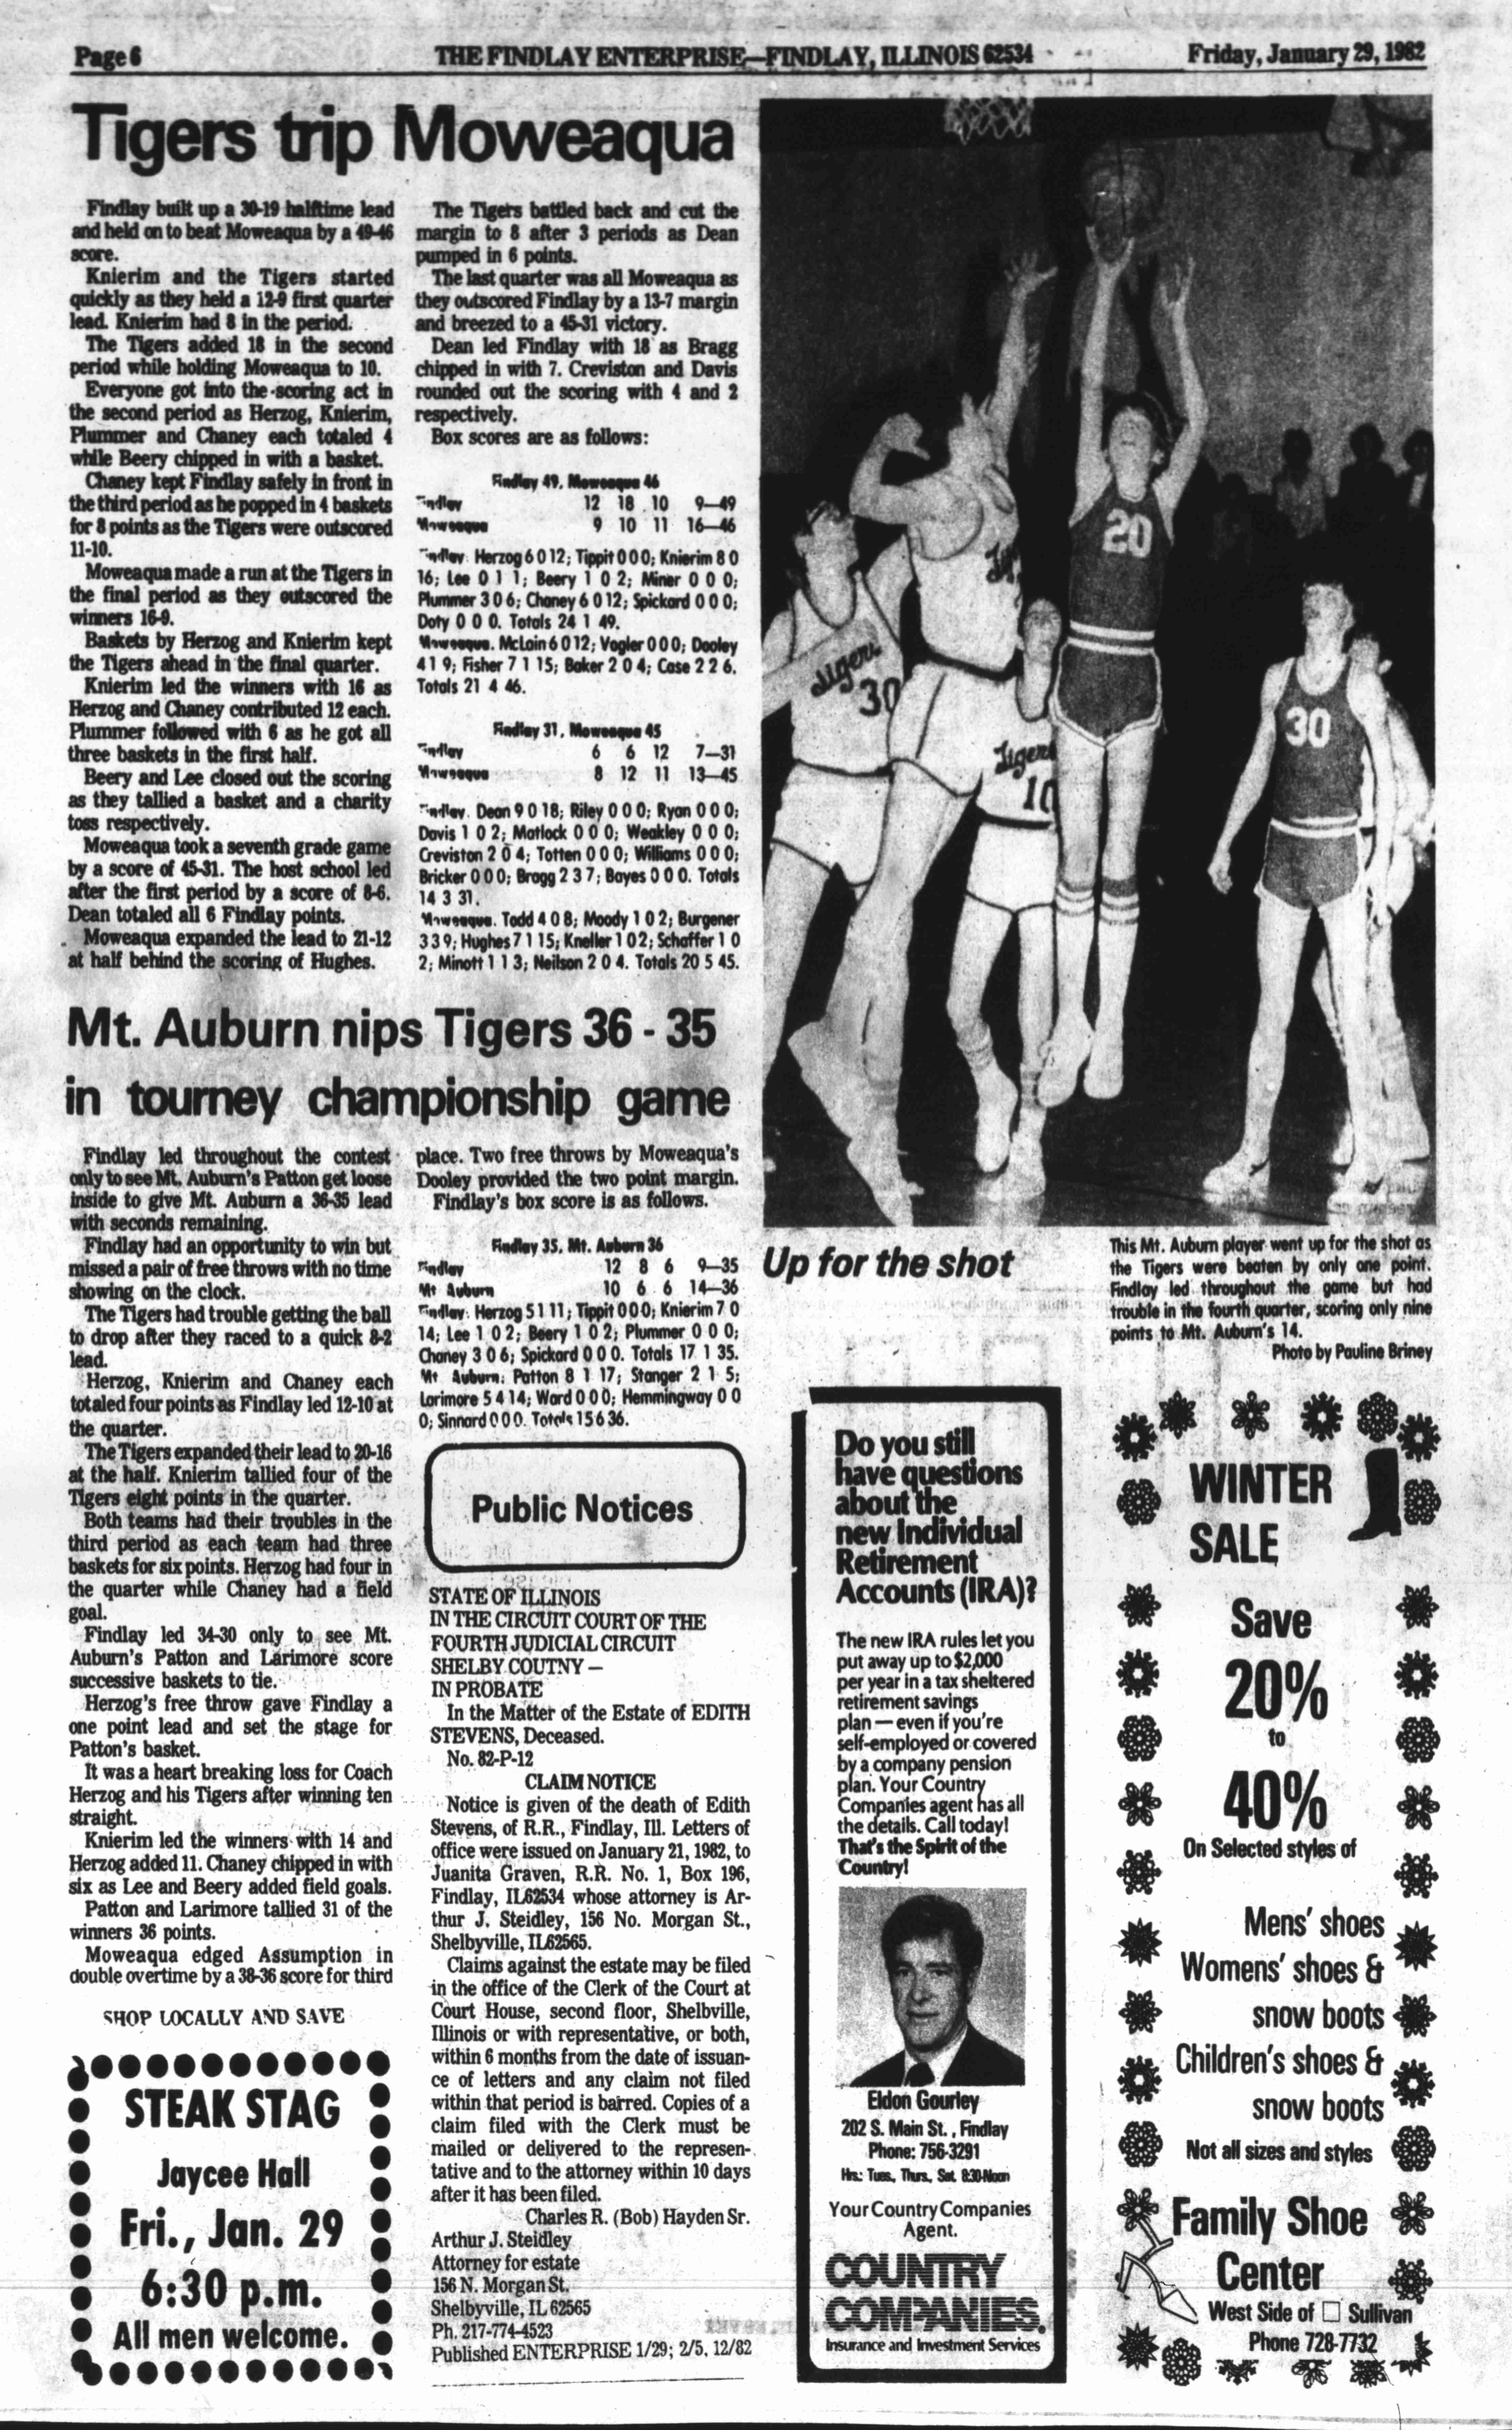 Page 6
THE FINDLAY ENTERPRISE—FINDLAY, ILLINOIS 62534
Friday, January 29, 1982
Tigers trip Moweaqua
Findlay built up a 30-19 halftime lead
and held on to beat Moweaqua by a 49-46
score.
Knierim and the Tigers started
quickly as they held a 12-9 first quarter
lead. Knierim had 8 in the period.
The Tigers added 18 in the second
period while holding Moweaqua to 10.
Everyone got into the scoring act in
the second period as Herzog, Knierim,
Plummer and Chaney each totaled 4
while Beery chipped in with a basket.
Chaney kept Findlay safely in front in
the third period as he popped in 4 baskets
for 8 points as the Tigers were outscored
11-10.
Moweaqua made a run at the Tigers in
the final period as they outscored the
winners 16-9.
Baskets by Herzog and Knierim kept
the Tigers ahead in the final quarter.
Knierim led the winners with 16 as
Herzog and Chaney contributed 12 each.
Plummer followed with 6 as he got all
three baskets in the first half.
Beery and Lee closed out the scoring
as they tallied a basket and a charity
toss respectively.
Moweaqua took a seventh grade game
by a score of 45-31. The host school led
after the first period by a score of 8-6.
Dean totaled all 6 Findlay points.
Moweaqua expanded the lead to 21-12
at half behind the scoring of Hughes.
The Tigers battled back and cut the
margin to 8 after 3 periods as Dean
pumped in 6 points.
The last quarter was all Moweaqua as
they outscored Findlay by a 13-7 margin
and breezed to a 45-31 victory.
Dean led Findlay with 18 as Bragg
chipped in with 7. Creviston and Davis
rounded out the scoring with 4 and 2
respectively.
Box scores are as follows:
Findlay 49, Moweaqua 46
Findlay 12 18 10 9—49
Moweaqua 9 10 11 16—46
Findlay. Herzog 6 0 12; Tippit 0 0 0; Knierim 8 0
16; Lee 0 1 1; Beery 1 0 2; Miner 0 0 0;
Plummer 3 0 6; Chaney 6 0 12; Spickard 0 0 0;
Doty 0 0 0. Totals 24 1 49.
Moweaqua. McLain 6 0 12; Vogler 0 0 0; Dooley
4 1 9; Fisher 7 1 15; Baker 2 0 4; Case 2 2 6.
Totals 21 4 46.
Findlay 31, Moweaqua 45
Findlay 6 6 12 7—31
Moweaqua 8 12 11 13—45
Findlay. Dean 9 0 18; Riley 0 0 0; Ryan 0 0 0;
Davis 1 0 2; Matlock 0 0 0; Weakley 0 0 0;
Creviston 2 0 4; Totten 0 0 0; Williams 0 0 0;
Bricker 0 0 0; Bragg 2 3 7; Bayes 0 0 0. Totals
14 3 31.
Moweaqua. Todd 4 0 8; Moody 1 0 2; Burgener
3 3 9; Hughes 7 1 15; Kneller 1 0 2; Schaffer 1 0
2; Minott 1 1 3; Neilson 2 0 4. Totals 20 5 45.
Mt. Auburn nips Tigers 36 - 35
in tourney championship game
Findlay led throughout the contest
only to see Mt. Auburn's Patton get loose
inside to give Mt. Auburn a 36-35 lead
with seconds remaining.
Findlay had an opportunity to win but
missed a pair of free throws with no time
showing on the clock.
The Tigers had trouble getting the ball
to drop after they raced to a quick 8-2
lead.
Herzog, Knierim and Chaney each
totaled four points as Findlay led 12-10 at
the quarter.
The Tigers expanded their lead to 20-16
at the half. Knierim tallied four of the
Tigers eight points in the quarter.
Both teams had their troubles in the
third period as each team had three
baskets for six points. Herzog had four in
the quarter while Chaney had a field
goal.
Findlay led 34-30 only to see Mt.
Auburn's Patton and Larimore score
successive baskets to tie.
Herzog's free throw gave Findlay a
one point lead and set the stage for
Patton's basket.
It was a heart breaking loss for Coach
Herzog and his Tigers after winning ten
straight.
Knierim led the winners with 14 and
Herzog added 11. Chaney chipped in with
six as Lee and Beery added field goals.
Patton and Larimore tallied 31 of the
winners 36 points.
Moweaqua edged Assumption in
double overtime by a 38-36 score for third
place. Two free throws by Moweaqua's
Dooley provided the two point margin.
Findlay's box score is as follows.
Findlay 35, Mt. Auburn 36
Findlay 12 8 6 9—35
Mt Auburn 10 6 6 14—36
Findlay: Herzog 5 1 11; Tippit 0 0 0; Knierim 7 0
14; Lee 1 0 2; Beery 1 0 2; Plummer 0 0 0;
Chaney 3 0 6; Spickard 0 0 0. Totals 17 1 35.
Mt Auburn: Patton 8 1 17; Stanger 2 1 5;
Larimore 5 4 14; Ward 0 0 0; Hemmingway 0 0
0; Sinnard 0 0 0. Totals 15 6 36.
SHOP LOCALLY AND SAVE
STEAK STAG
Jaycee Hall
Fri., Jan. 29
6:30 p.m.
All men welcome.
Public Notices
STATE OF ILLINOIS
IN THE CIRCUIT COURT OF THE
FOURTH JUDICIAL CIRCUIT
SHELBY COUTNY —
IN PROBATE
In the Matter of the Estate of EDITH
STEVENS, Deceased.
No. 82-P-12
CLAIM NOTICE
Notice is given of the death of Edith
Stevens, of R.R., Findlay, Ill. Letters of
office were issued on January 21, 1982, to
Juanita Graven, R.R. No. 1, Box 196,
Findlay, IL62534 whose attorney is Ar-
thur J. Steidley, 156 No. Morgan St.,
Shelbyville, IL62565.
Claims against the estate may be filed
in the office of the Clerk of the Court at
Court House, second floor, Shelbville,
Illinois or with representative, or both,
within 6 months from the date of issuan-
ce of letters and any claim not filed
within that period is barred. Copies of a
claim filed with the Clerk must be
mailed or delivered to the represen-
tative and to the attorney within 10 days
after it has been filed.
Charles R. (Bob) Hayden Sr.
Arthur J. Steidley
Attorney for estate
156 N. Morgan St.
Shelbyville, IL 62565
Ph. 217-774-4523
Published ENTERPRISE 1/29; 2/5, 12/82
20
Tigers
30
Tigers
10
30
Up for the shot
This Mt. Auburn player went up for the shot as
the Tigers were beaten by only one point.
Findlay led throughout the game but had
trouble in the fourth quarter, scoring only nine
points to Mt. Auburn's 14.
Photo by Pauline Briney
Do you still
have questions
about the
new Individual
Retirement
Accounts (IRA)?
The new IRA rules let you
put away up to $2,000
per year in a tax sheltered
retirement savings
plan — even if you're
self-employed or covered
by a company pension
plan. Your Country
Companies agent has all
the details. Call today!
That's the Spirit of the
Country!
Eldon Gourley
202 S. Main St., Findlay
Phone: 756-3291
Hrs.: Tues., Thurs., Sat. 8:30-Noon
Your Country Companies
Agent.
COUNTRY
COMPANIES.
Insurance and Investment Services
WINTER
SALE
Save
20%
to
40%
On Selected styles of
Mens' shoes
Womens' shoes &
snow boots
Children's shoes &
snow boots
Not all sizes and styles
Family Shoe
Center
West Side of □ Sullivan
Phone 728-7732